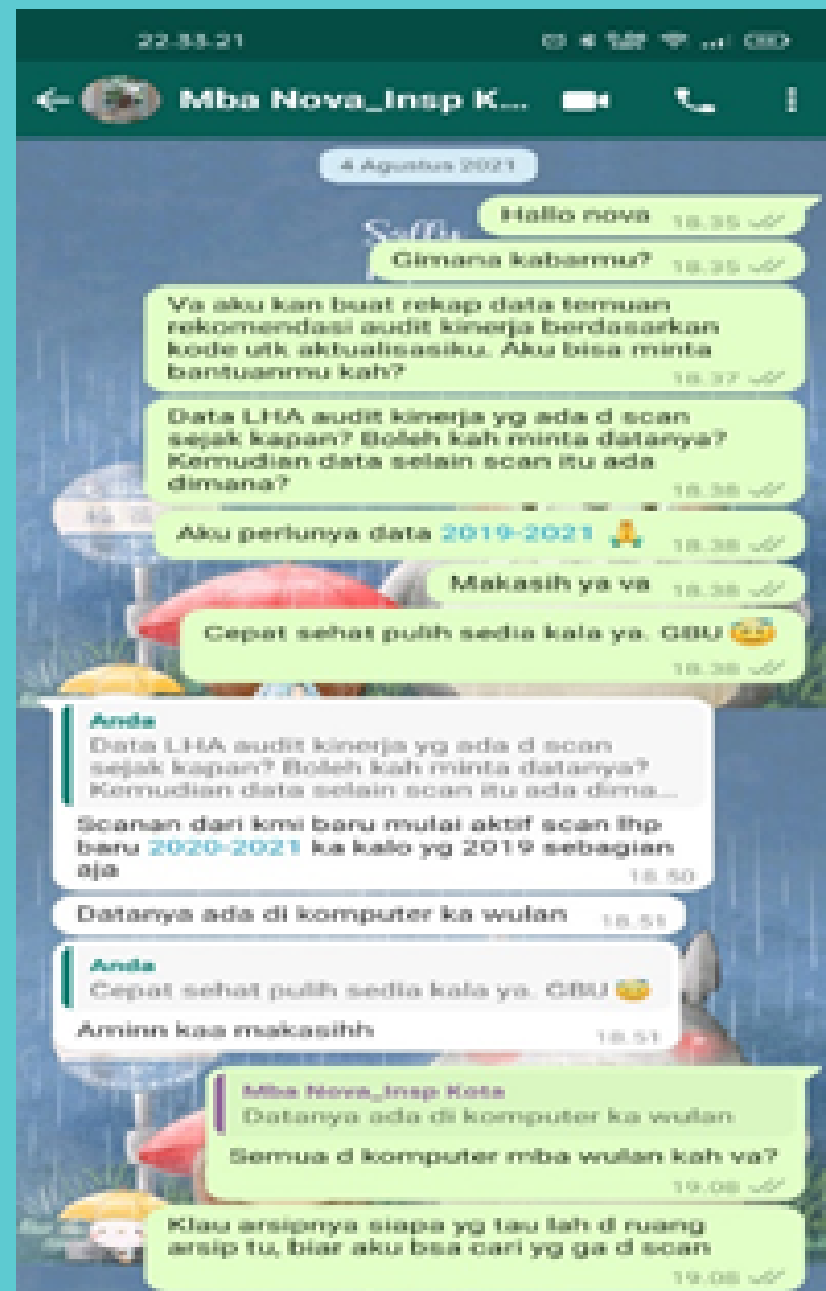 22.33.21
Mba Nova_Insp K...
4 Agustus 2021
Hallo nova 18.35
Gimana kabarmu? 18.35
Va aku kan buat rekap data temuan
rekomendasi audit kinerja berdasarkan
kode utk aktualisasiku. Aku bisa minta
bantuanmu kah? 18.37
Data LHA audit kinerja yg ada d scan
sejak kapan? Boleh kah minta datanya?
Kemudian data selain scan itu ada
dimana? 18.38
Aku perlunya data 2019-2021 🙏 18.38
Makasih ya va 18.38
Cepat sehat pulih sedia kala ya. GBU 😇
18.38
Anda
Data LHA audit kinerja yg ada d scan
sejak kapan? Boleh kah minta datanya?
Kemudian data selain scan itu ada dima...
Scanan dari kmi baru mulai aktif scan lhp
baru 2020-2021 ka kalo yg 2019 sebagian
aja 18.50
Datanya ada di komputer ka wulan 18.51
Anda
Cepat sehat pulih sedia kala ya. GBU 😇
Aminn kaa makasihh 18.51
Mba Nova_Insp Kota
Datanya ada di komputer ka wulan
Semua d komputer mba wulan kah va?
19.08
Klau arsipnya siapa yg tau lah d ruang
arsip tu, biar aku bsa cari yg ga d scan
19.08